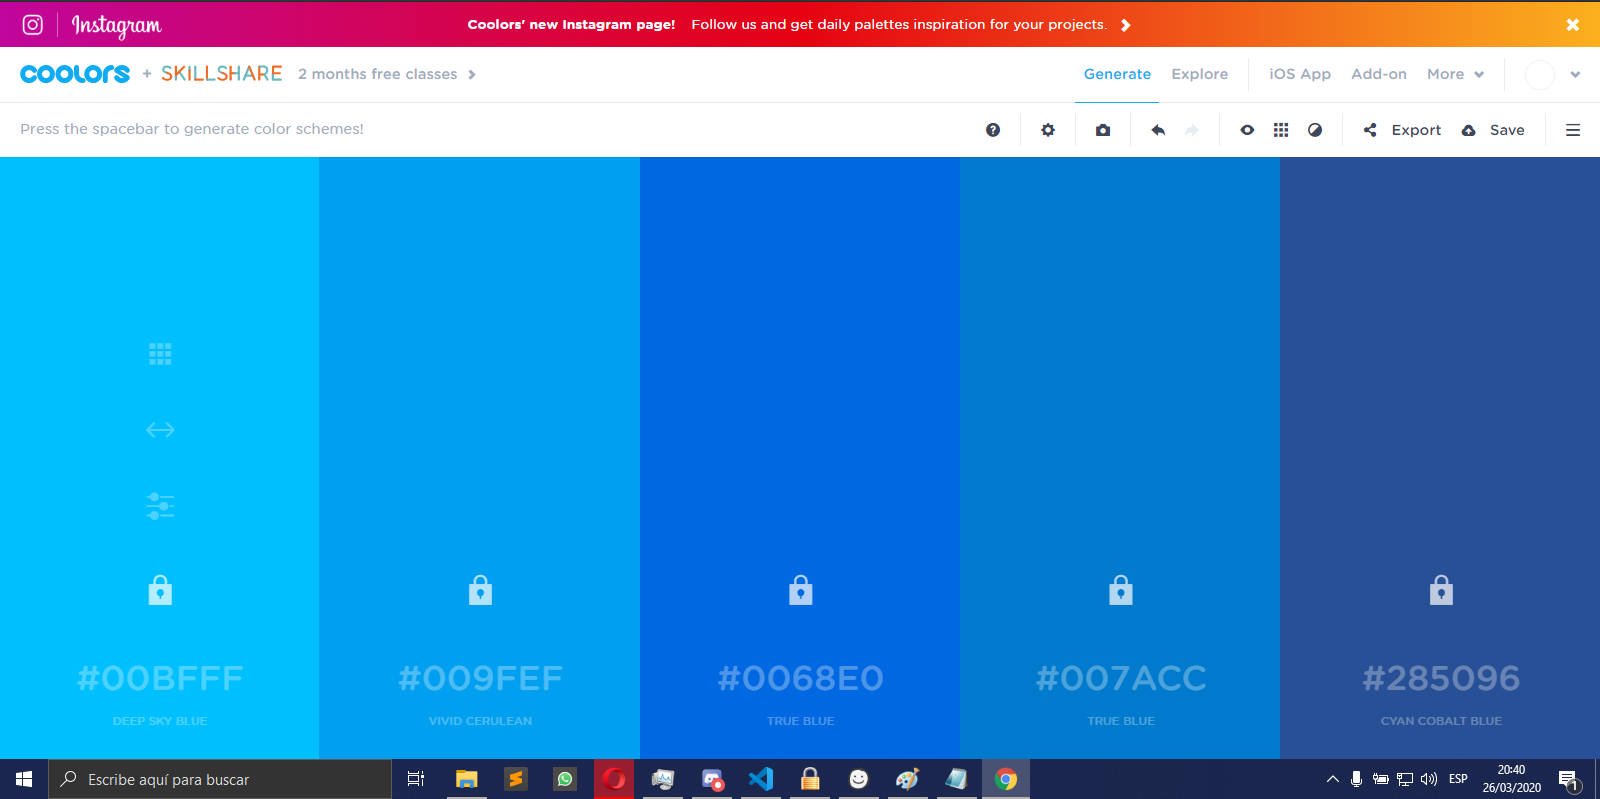 Instagram
Coolors' new Instagram page! Follow us and get daily palettes inspiration for your projects.
coolors + SKILLSHARE 2 months free classes
Generate Explore iOS App Add-on More
Press the spacebar to generate color schemes!
Export Save
#00BFFF #009FEF #0068E0 #007ACC #285096
DEEP SKY BLUE VIVID CERULEAN TRUE BLUE TRUE BLUE CYAN COBALT BLUE
Escribe aquí para buscar
ESP
20:40
26/03/2020
1